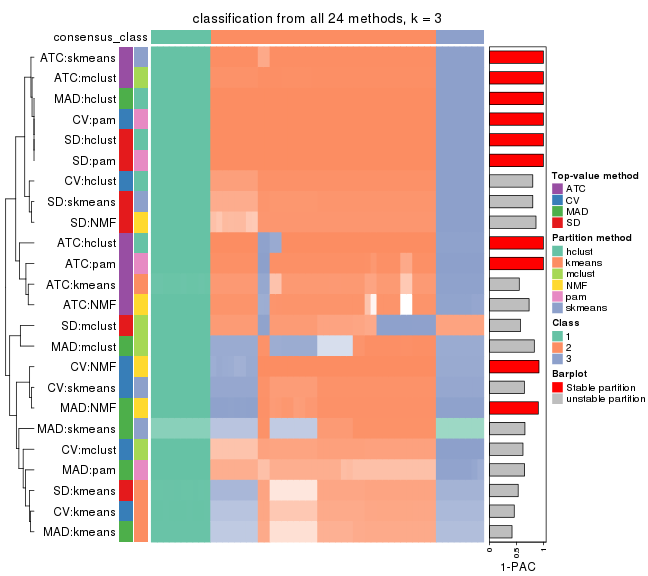 classification from all 24 methods, k = 3
consensus_class
ATC:skmeans
ATC:mclust
MAD:hclust
CV:pam
SD:hclust
SD:pam
CV:hclust
SD:skmeans
SD:NMF
ATC:hclust
ATC:pam
ATC:kmeans
ATC:NMF
SD:mclust
MAD:mclust
CV:NMF
CV:skmeans
MAD:NMF
MAD:skmeans
CV:mclust
MAD:pam
SD:kmeans
CV:kmeans
MAD:kmeans
0
0.5
1
1-PAC
Top-value method
ATC
CV
MAD
SD
Partition method
hclust
kmeans
mclust
NMF
pam
skmeans
Class
1
2
3
Barplot
Stable partition
unstable partition